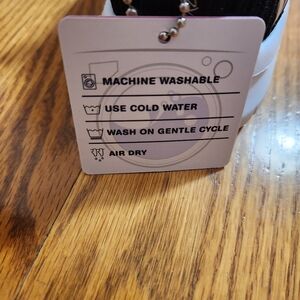 MACHINE WASHABLE
USE COLD WATER
WASH ON GENTLE CYCLE
AIR DRY